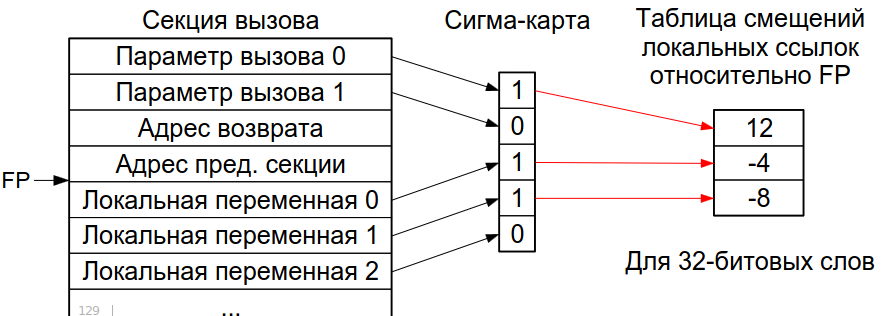 Секция вызова
Параметр вызова 0
Параметр вызова 1
Адрес возврата
Адрес пред. секции
Локальная переменная 0
Локальная переменная 1
Локальная переменная 2
...
129
FP
Сигма-карта
1
0
1
1
0
Таблица смещений
локальных ссылок
относительно FP
12
-4
-8
Для 32-битовых слов